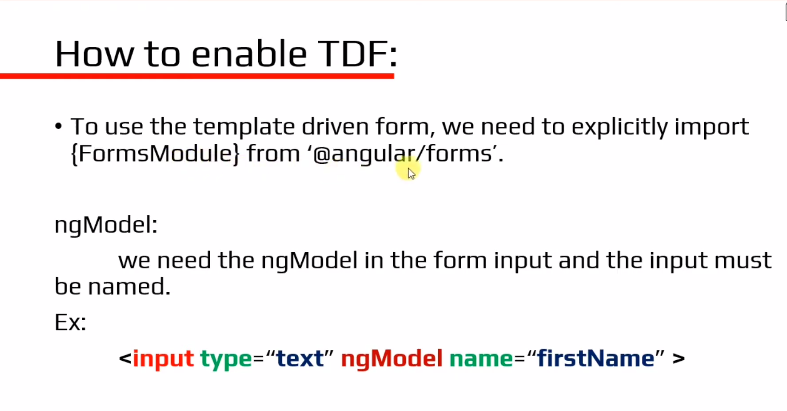 How to enable TDF:
• To use the template driven form, we need to explicitly import
{FormsModule} from ‘@angular/forms’.
ngModel:
we need the ngModel in the form input and the input must
be named.
Ex:
<input type=“text” ngModel name=“firstName” >